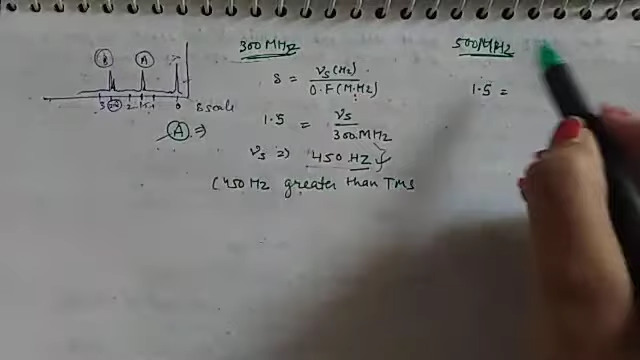 300 MHz
500 MHz
B A
δ = νs (Hz) / O.F (M.Hz)
3 2 1 0 δ scale
1.5 =
(A) ⇒
1.5 = νs / 300.MHz
νs ⇒ 450 HZ
(450 Hz greater than TMS